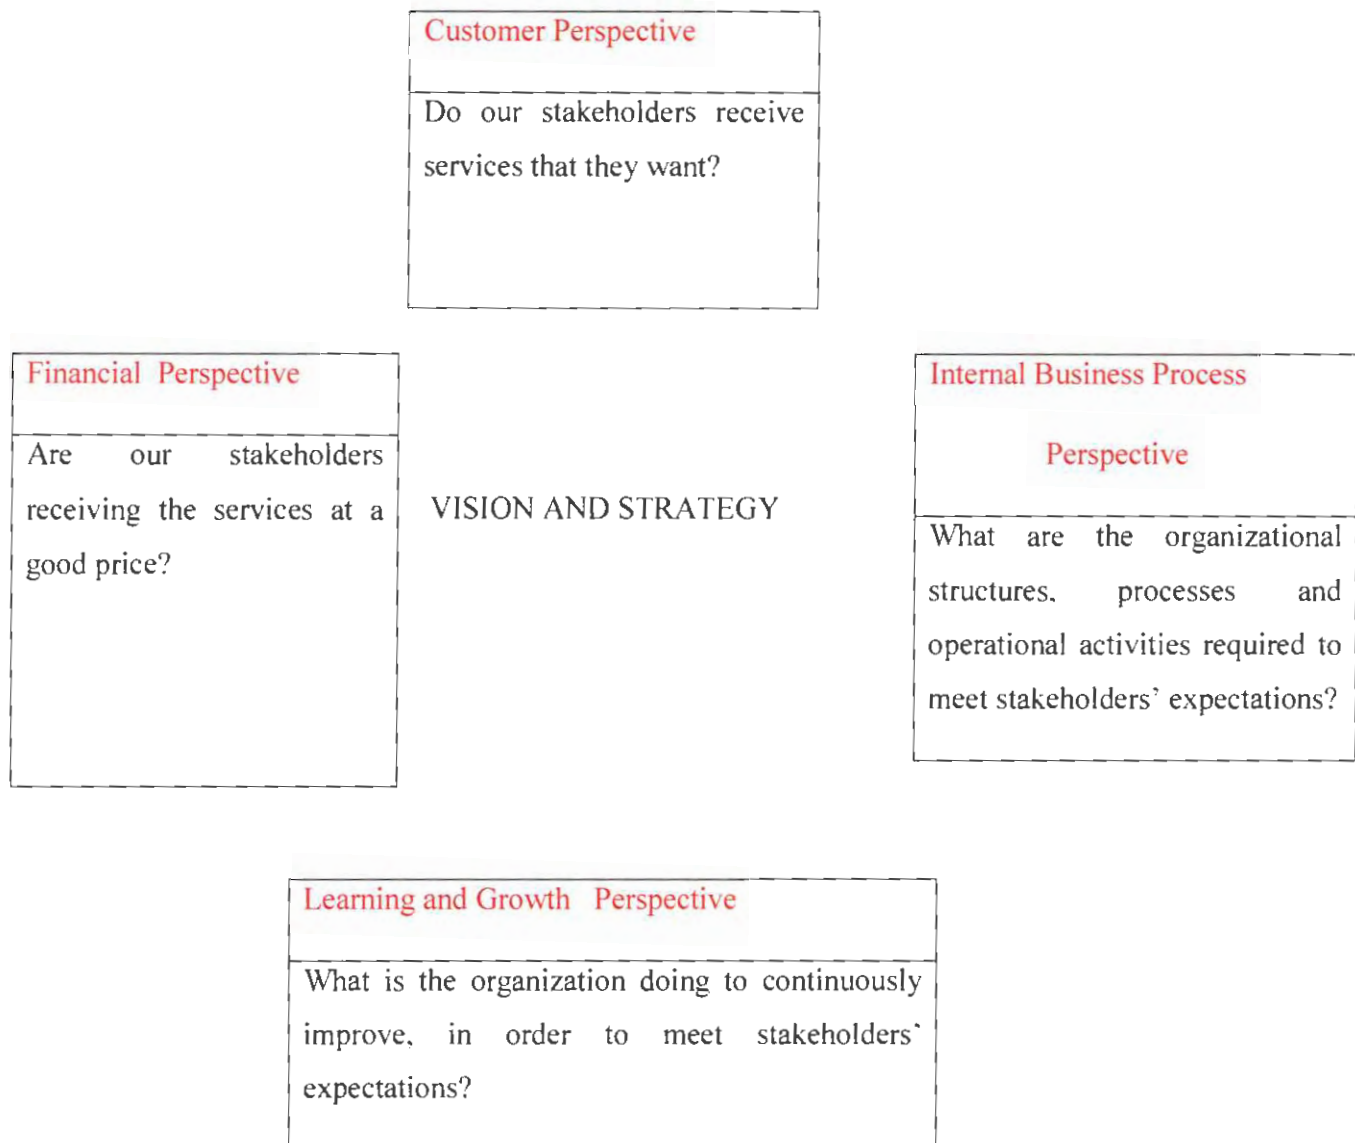 Customer Perspective
Do our stakeholders receive
services that they want?
Financial Perspective
Are our stakeholders
receiving the services at a
good price?
VISION AND STRATEGY
Internal Business Process
Perspective
What are the organizational
structures, processes and
operational activities required to
meet stakeholders' expectations?
Learning and Growth Perspective
What is the organization doing to continuously
improve, in order to meet stakeholders'
expectations?